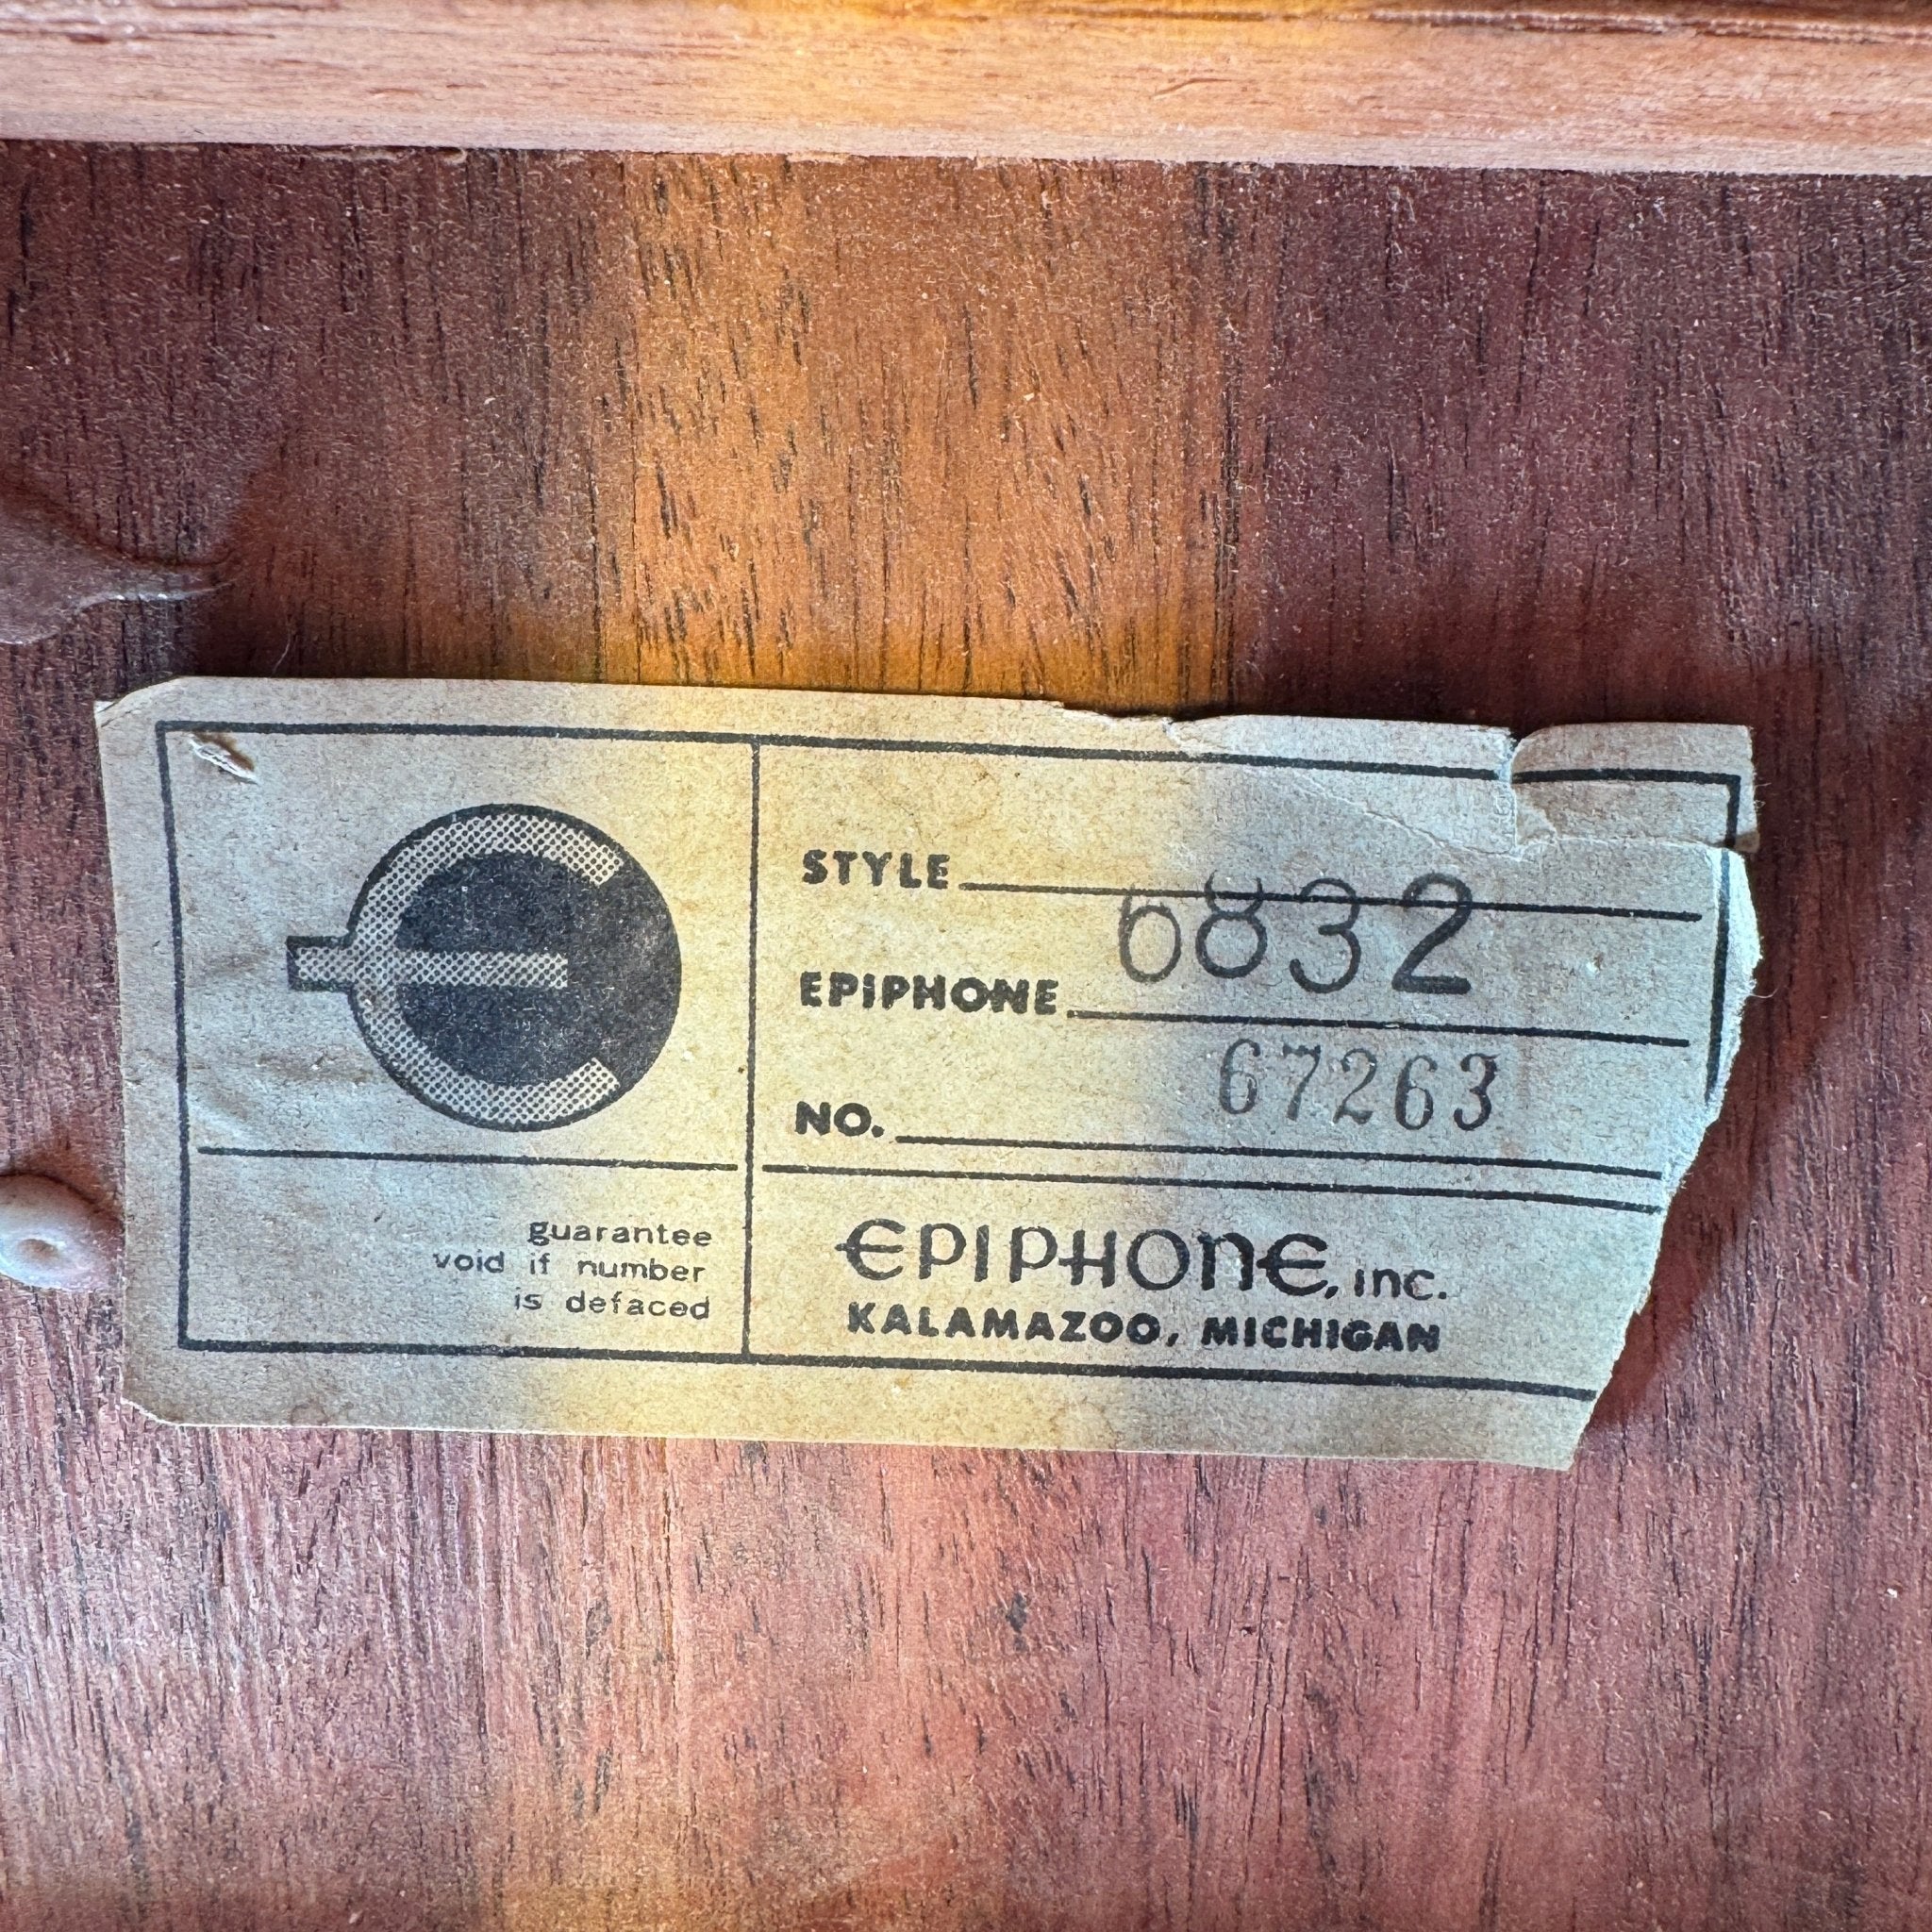 STYLE
6832
EPIPHONE
67263
NO.
guarantee
void if number
is defaced
EPIPHONE, inc.
KALAMAZOO, MICHIGAN